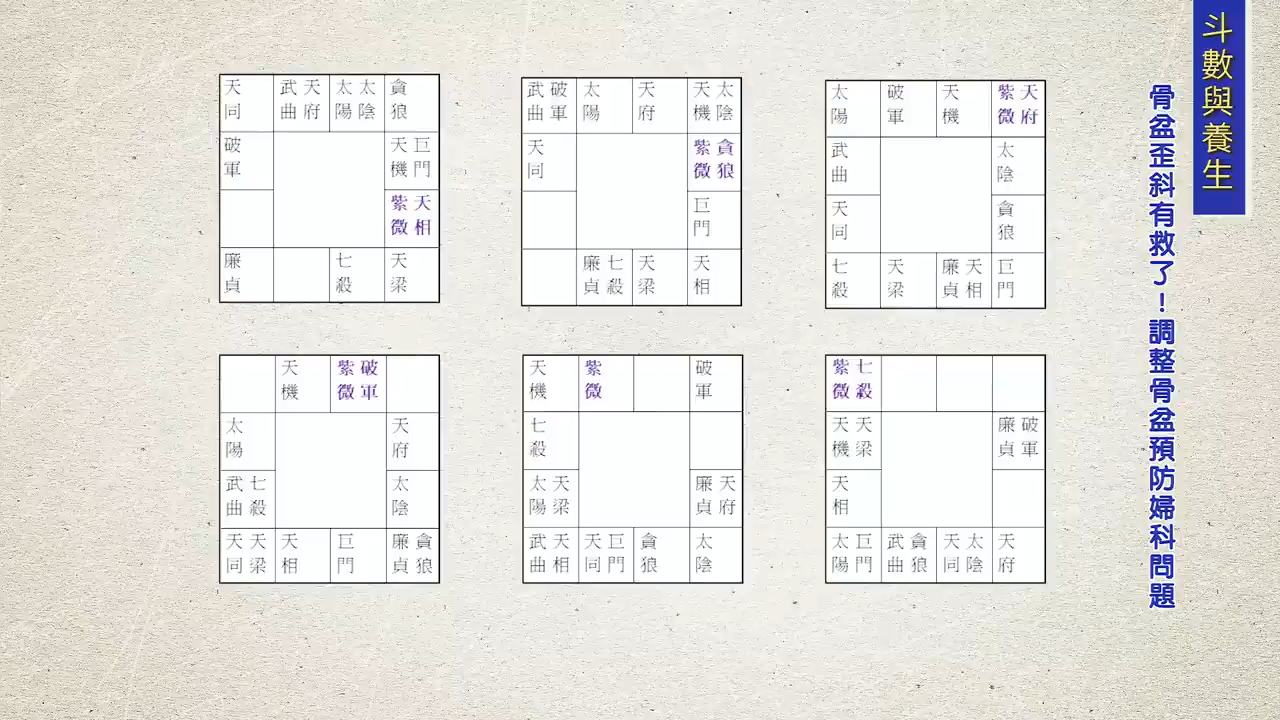 斗數與養生
骨盆歪斜有救了！調整骨盆預防婦科問題
天同 武曲 天府 太陽 太陰 貪狼
破軍 天機 巨門
紫微 天相
廉貞 七殺 天梁
武曲 破軍 太陽 天府 天機 太陰
天同 紫微 貪狼
巨門
廉貞 七殺 天梁 天相
太陽 破軍 天機 紫微 天府
武曲 太陰
天同 貪狼
七殺 天梁 廉貞 天相 巨門
天機 紫微 破軍
太陽 天府
武曲 七殺 太陰
天同 天梁 天相 巨門 廉貞 貪狼
天機 紫微 破軍
七殺
太陽 天梁 廉貞 天府
武曲 天相 天同 巨門 貪狼 太陰
紫微 七殺
天機 天梁 廉貞 破軍
天相
太陽 巨門 武曲 貪狼 天同 太陰 天府